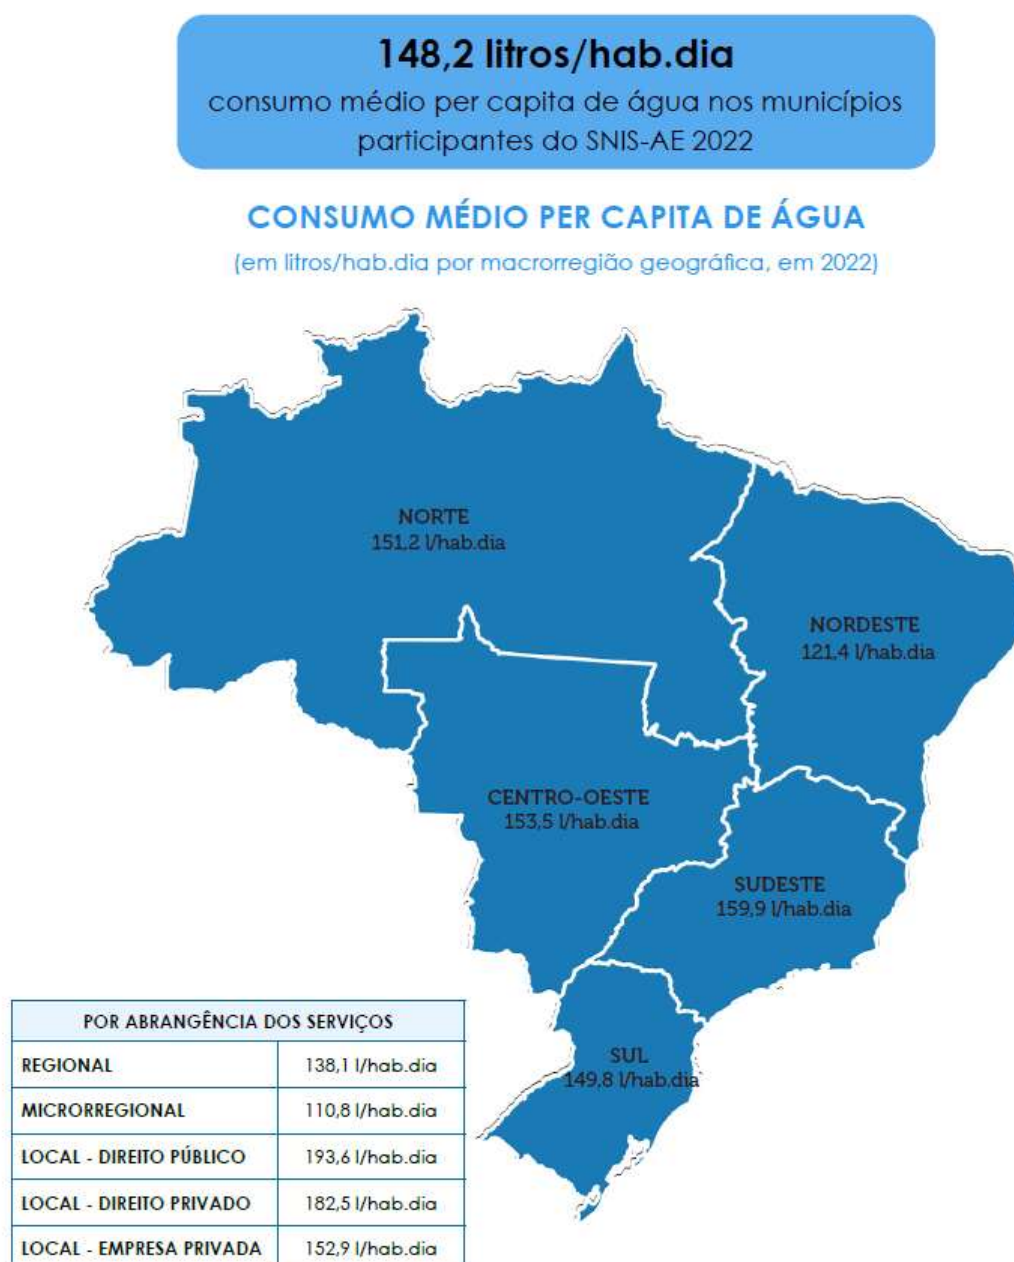 148,2 litros/hab.dia
consumo médio per capita de água nos municípios
participantes do SNIS-AE 2022
CONSUMO MÉDIO PER CAPITA DE ÁGUA
(em litros/hab.dia por macrorregião geográfica, em 2022)
NORTE
151,2 l/hab.dia
NORDESTE
121,4 l/hab.dia
CENTRO-OESTE
153,5 l/hab.dia
SUDESTE
159,9 l/hab.dia
SUL
149,8 l/hab.dia
POR ABRANGÊNCIA DOS SERVIÇOS
REGIONAL 138,1 l/hab.dia
MICRORREGIONAL 110,8 l/hab.dia
LOCAL - DIREITO PÚBLICO 193,6 l/hab.dia
LOCAL - DIREITO PRIVADO 182,5 l/hab.dia
LOCAL - EMPRESA PRIVADA 152,9 l/hab.dia